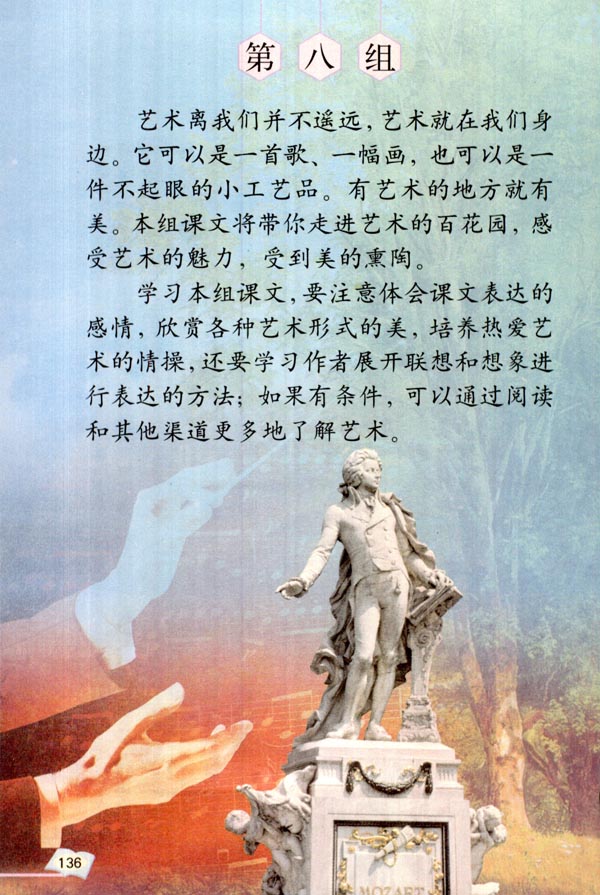 第八组
艺术离我们并不遥远，艺术就在我们身
边。它可以是一首歌、一幅画，也可以是一
件不起眼的小工艺品。有艺术的地方就有
美。本组课文将带你走进艺术的百花园，感
受艺术的魅力，受到美的熏陶。
学习本组课文，要注意体会课文表达的
感情，欣赏各种艺术形式的美，培养热爱艺
术的情操，还要学习作者展开联想和想象进
行表达的方法；如果有条件，可以通过阅读
和其他渠道更多地了解艺术。
MOZART
136